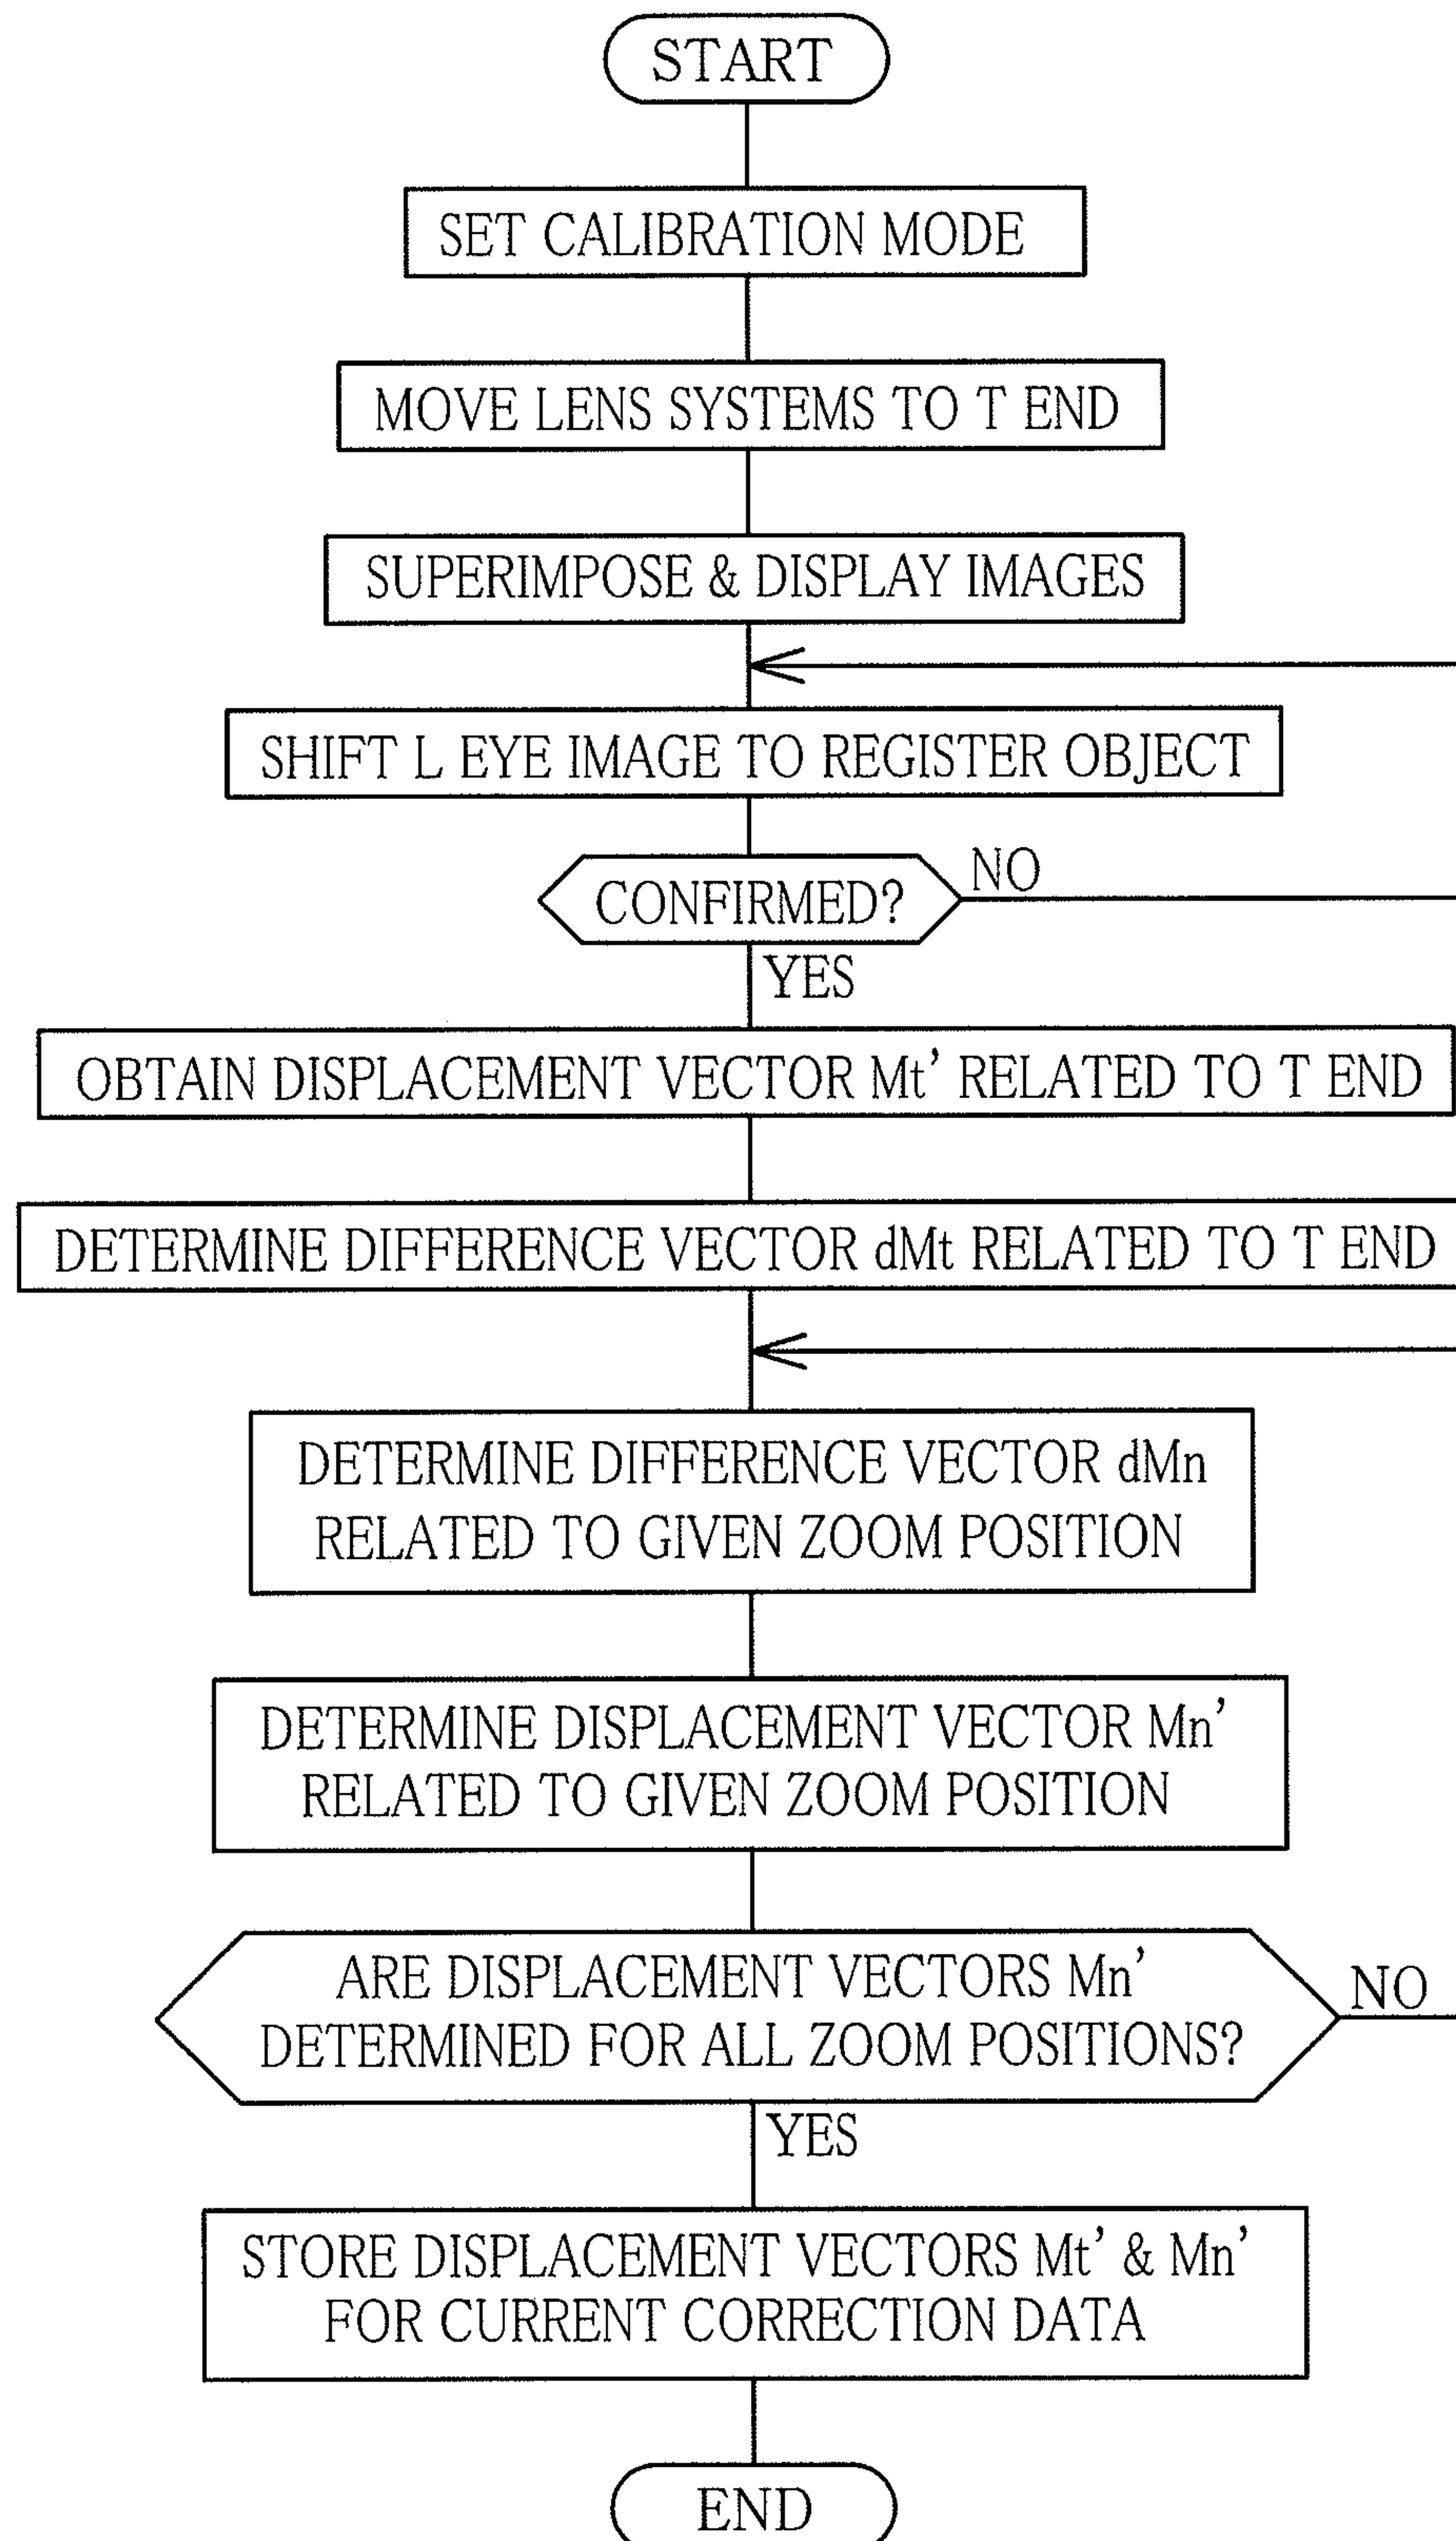 START
SET CALIBRATION MODE
MOVE LENS SYSTEMS TO T END
SUPERIMPOSE & DISPLAY IMAGES
SHIFT L EYE IMAGE TO REGISTER OBJECT
CONFIRMED?
NO
YES
OBTAIN DISPLACEMENT VECTOR Mt' RELATED TO T END
DETERMINE DIFFERENCE VECTOR dMt RELATED TO T END
DETERMINE DIFFERENCE VECTOR dMn
RELATED TO GIVEN ZOOM POSITION
DETERMINE DISPLACEMENT VECTOR Mn'
RELATED TO GIVEN ZOOM POSITION
ARE DISPLACEMENT VECTORS Mn'
DETERMINED FOR ALL ZOOM POSITIONS?
NO
YES
STORE DISPLACEMENT VECTORS Mt' & Mn'
FOR CURRENT CORRECTION DATA
END